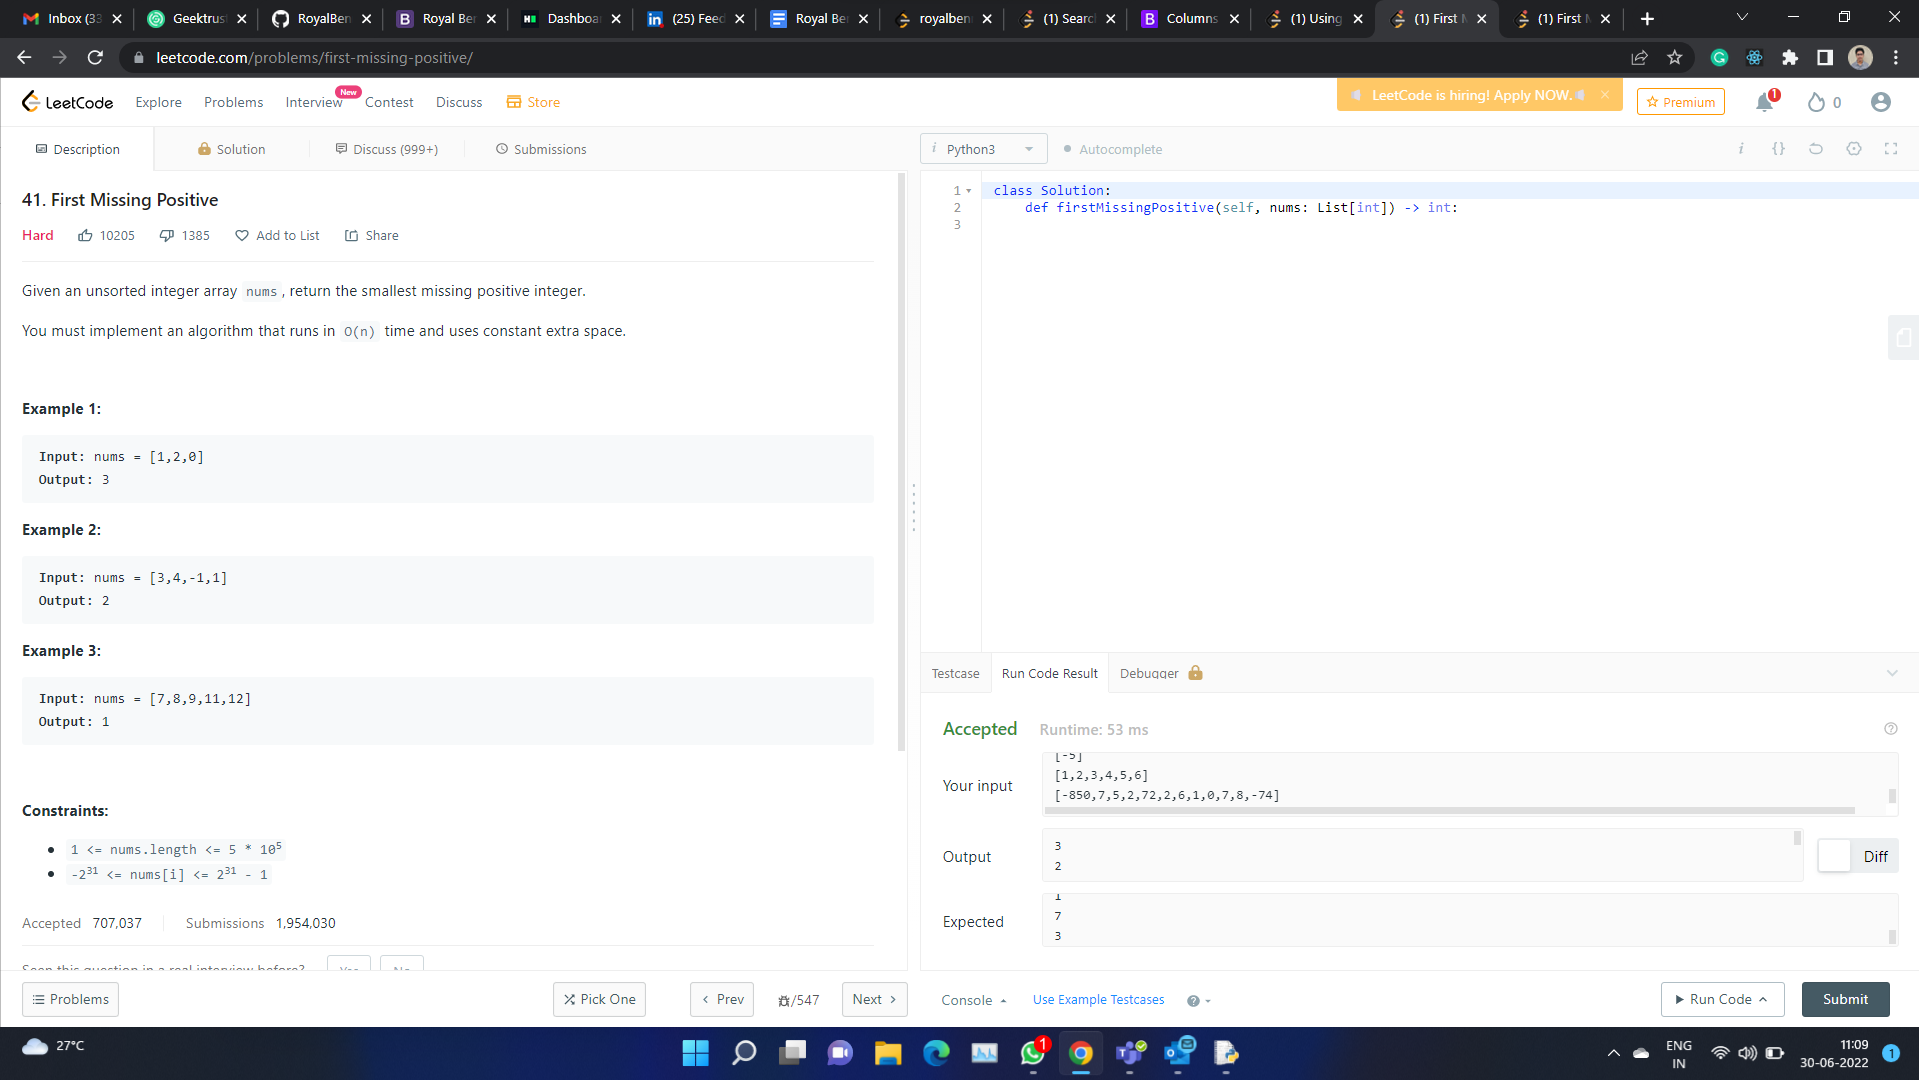 Inbox (33
Geektrust
RoyalBen
Royal Ber
Dashboa
(25) Feed
Royal Be
royalben
(1) Searc
Columns
(1) Using
(1) First M
(1) First M
leetcode.com/problems/first-missing-positive/
LeetCode
Explore
Problems
Interview
New
Contest
Discuss
Store
LeetCode is hiring! Apply NOW.
Premium
1
0
Description
Solution
Discuss (999+)
Submissions
Python3
Autocomplete
41. First Missing Positive
Hard
10205
1385
Add to List
Share
Given an unsorted integer array nums, return the smallest missing positive integer.
You must implement an algorithm that runs in O(n) time and uses constant extra space.
Example 1:
Input: nums = [1,2,0]
Output: 3
Example 2:
Input: nums = [3,4,-1,1]
Output: 2
Example 3:
Input: nums = [7,8,9,11,12]
Output: 1
Constraints:
1 <= nums.length <= 5 * 10⁵
-2³¹ <= nums[i] <= 2³¹ - 1
Accepted 707,037
Submissions 1,954,030
Seen this question in a real interview before?
Yes
No
1 class Solution:
2 def firstMissingPositive(self, nums: List[int]) -> int:
3
Testcase
Run Code Result
Debugger
Accepted
Runtime: 53 ms
Your input
[-5]
[1,2,3,4,5,6]
[-850,7,5,2,72,2,6,1,0,7,8,-74]
Output
3
2
Diff
Expected
1
7
3
Problems
Pick One
Prev
/547
Next
Console
Use Example Testcases
Run Code
Submit
27°C
1
ENG
IN
11:09
30-06-2022
1